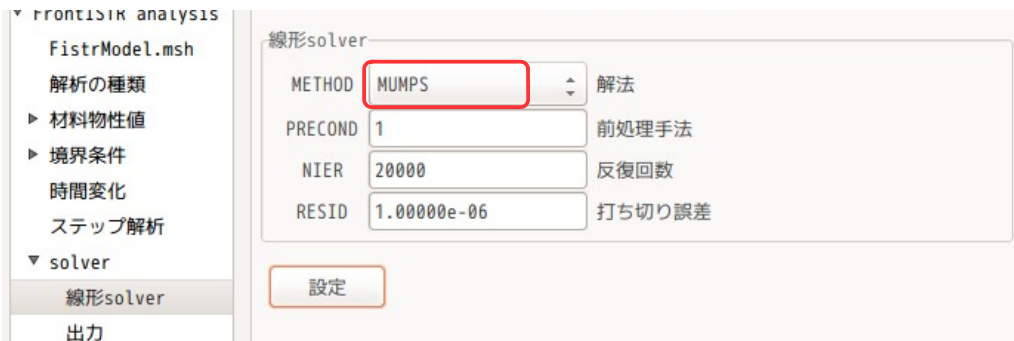 FrontISTR analysis
FistrModel.msh
解析の種類
材料物性値
境界条件
時間変化
ステップ解析
solver
線形solver
出力
線形solver
METHOD MUMPS 解法
PRECOND 1 前処理手法
NIER 20000 反復回数
RESID 1.00000e-06 打ち切り誤差
設定